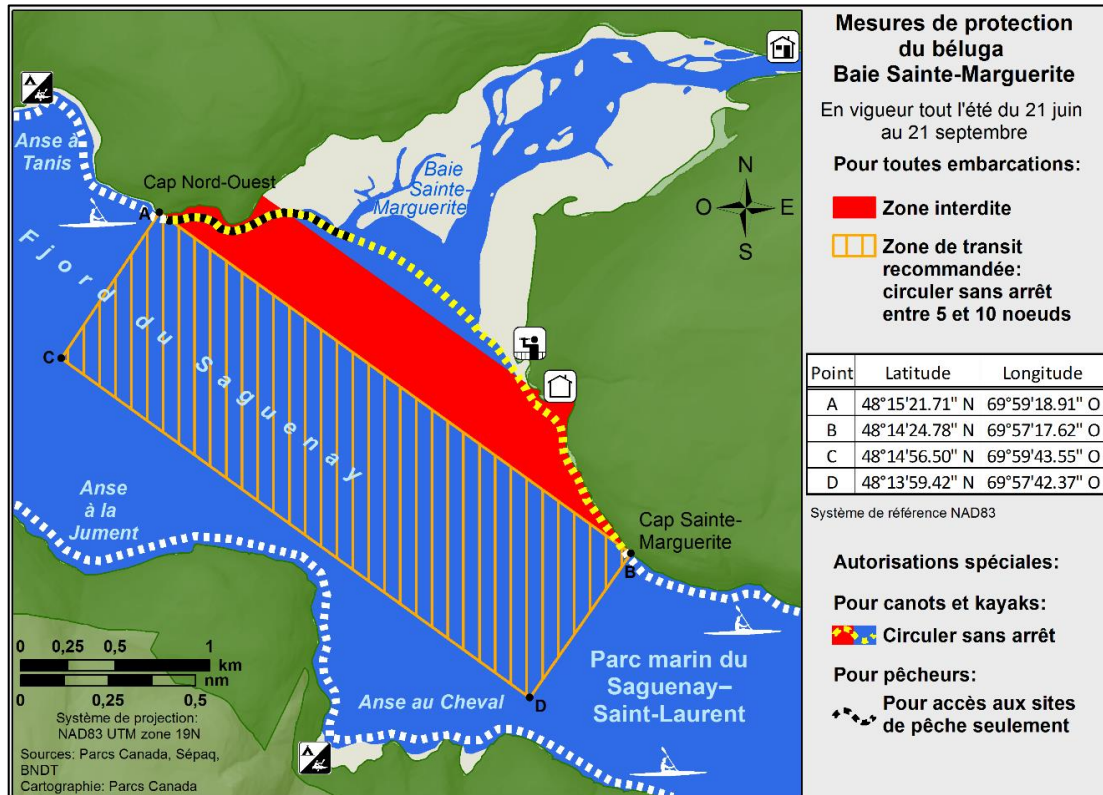 Mesures de protection
du béluga
Baie Sainte-Marguerite
En vigueur tout l'été du 21 juin
au 21 septembre
Pour toutes embarcations:
Zone interdite
Zone de transit
recommandée:
circuler sans arrêt
entre 5 et 10 noeuds
Point Latitude Longitude
A 48°15'21.71" N 69°59'18.91" O
B 48°14'24.78" N 69°57'17.62" O
C 48°14'56.50" N 69°59'43.55" O
D 48°13'59.42" N 69°57'42.37" O
Système de référence NAD83
Autorisations spéciales:
Pour canots et kayaks:
Circuler sans arrêt
Pour pêcheurs:
Pour accès aux sites
de pêche seulement
Anse à
Tanis
Cap Nord-Ouest
Baie
Sainte-
Marguerite
N
O E
S
A
Fjord du Saguenay
C
Anse
à la
Jument
Cap Sainte-
Marguerite
B
D
Parc marin du
Saguenay–
Saint-Laurent
Anse au Cheval
0 0,25 0,5 1
km
nm
0 0,25 0,5
Système de projection:
NAD83 UTM zone 19N
Sources: Parcs Canada, Sépaq,
BNDT
Cartographie: Parcs Canada